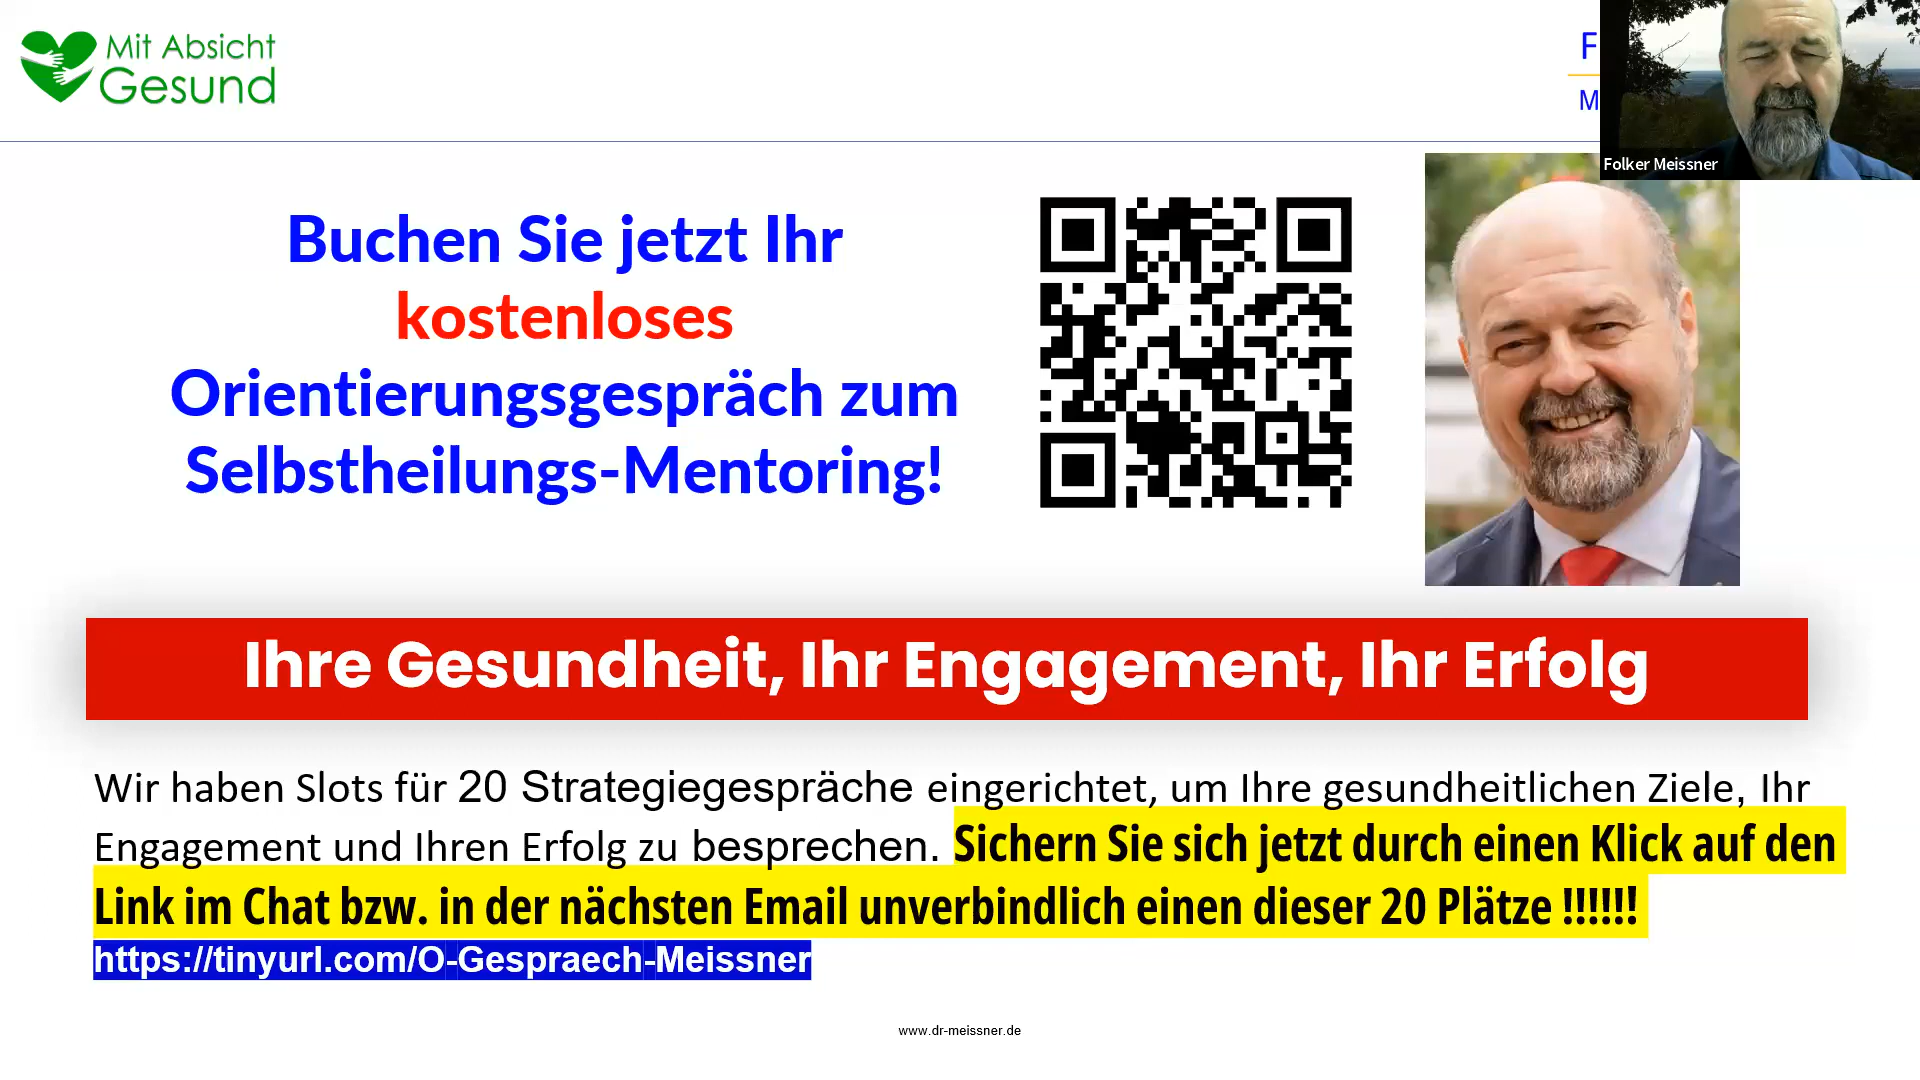 Mit Absicht
Gesund
F
M
Folker Meissner
Buchen Sie jetzt Ihr
kostenloses
Orientierungsgespräch zum
Selbstheilungs-Mentoring!
Ihre Gesundheit, Ihr Engagement, Ihr Erfolg
Wir haben Slots für 20 Strategiegespräche eingerichtet, um Ihre gesundheitlichen Ziele, Ihr
Engagement und Ihren Erfolg zu besprechen. Sichern Sie sich jetzt durch einen Klick auf den
Link im Chat bzw. in der nächsten Email unverbindlich einen dieser 20 Plätze !!!!!!
https://tinyurl.com/O-Gespraech-Meissner
www.dr-meissner.de